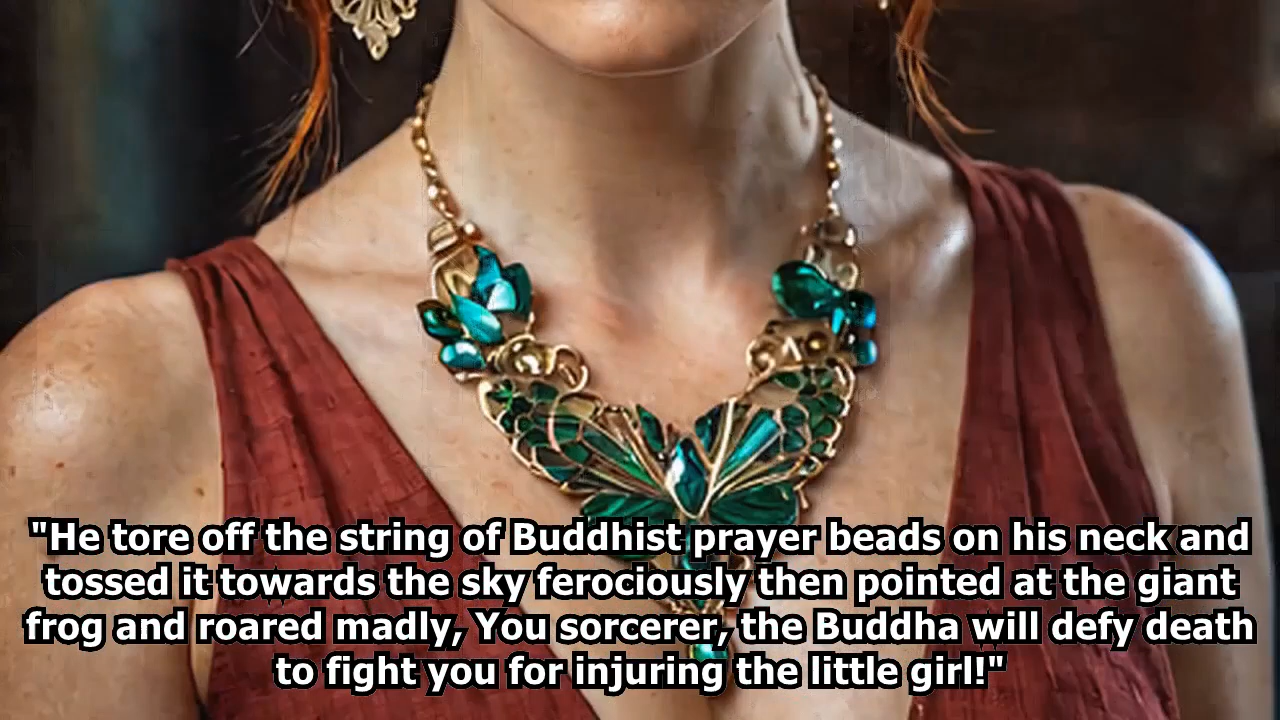 "He tore off the string of Buddhist prayer beads on his neck and
tossed it towards the sky ferociously then pointed at the giant
frog and roared madly, You sorcerer, the Buddha will defy death
to fight you for injuring the little girl!"